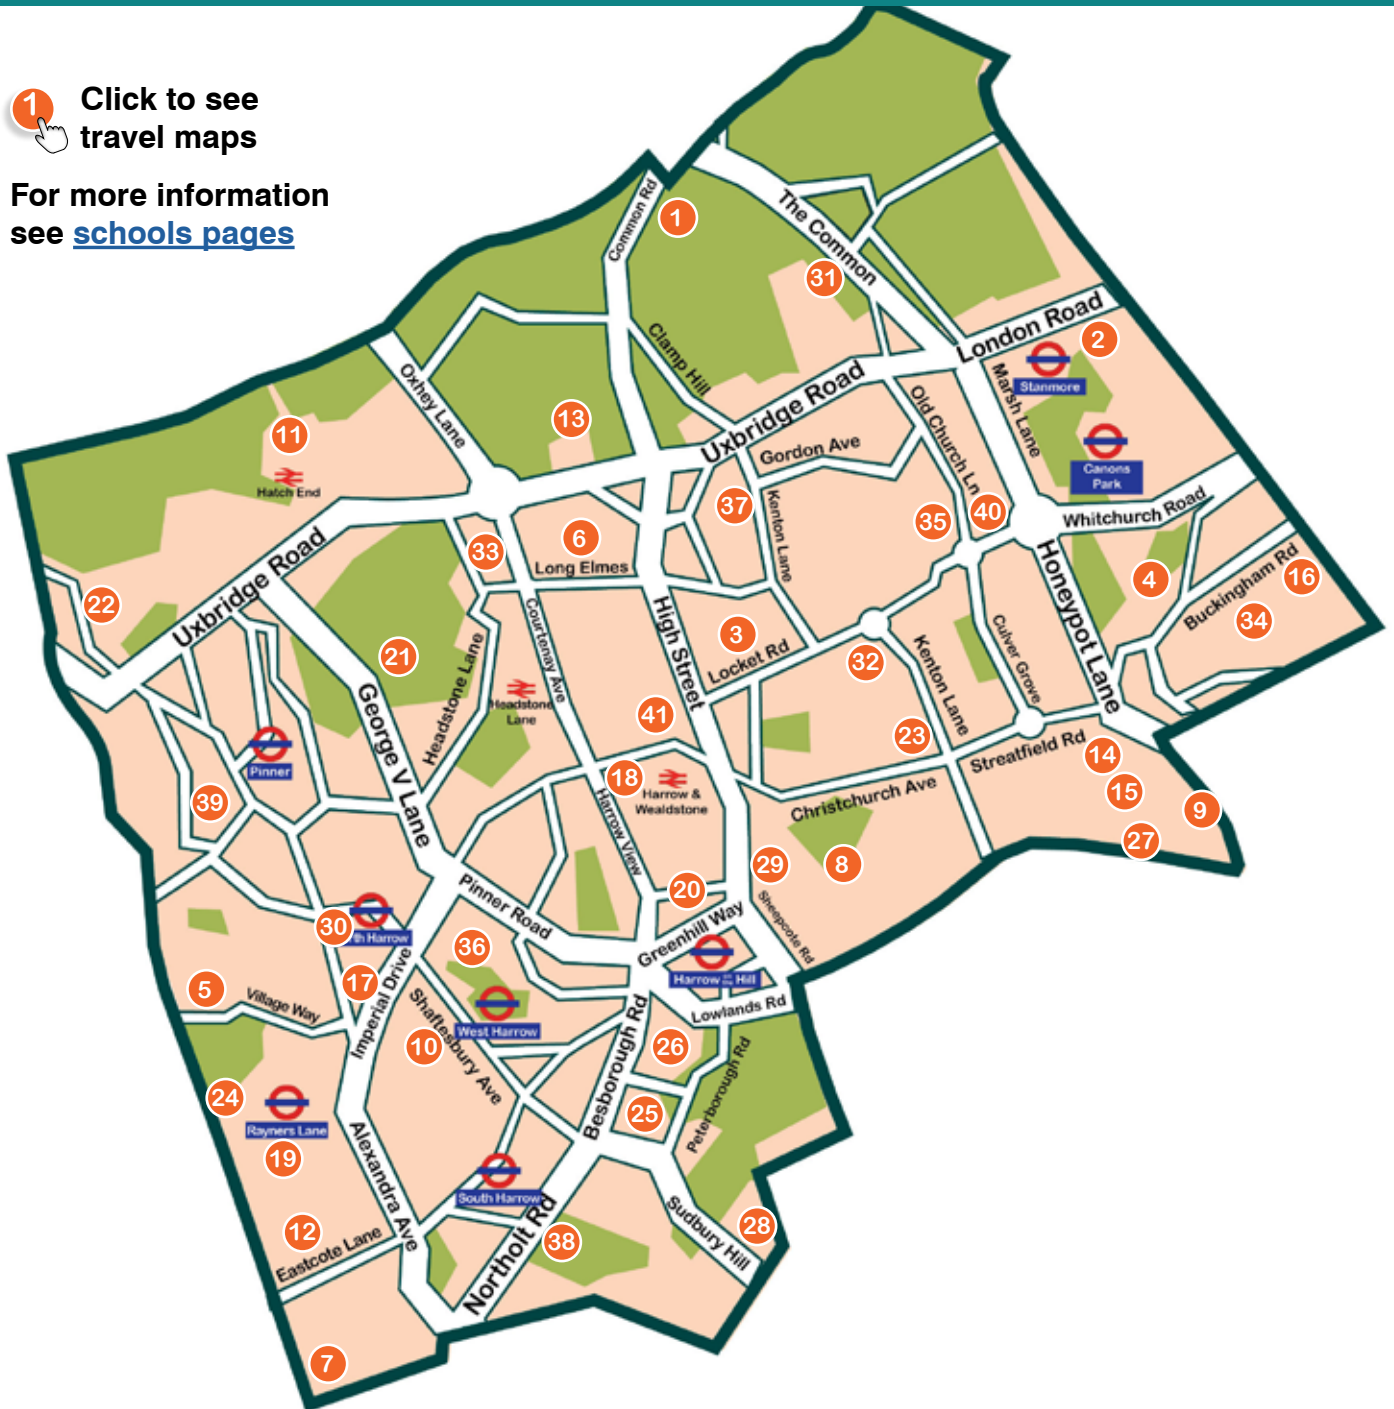 1
Click to see
travel maps
For more information
see schools pages
Common Rd
1
The Common
31
Clamp Hill
London Road
2
Stanmore
Marsh Lane
Oxhey Lane
13
11
Hatch End
Uxbridge Road
Gordon Ave
Old Church Ln
Canons
Park
37
Kenton Lane
35
40
Whitchurch Road
33
6
Long Elmes
Uxbridge Road
22
Honeypot Lane
4
Buckingham Rd
16
34
21
Headstone Lane
Courtenay Ave
High Street
3
Locket Rd
32
Kenton Lane
Culver Grove
Headstone
Lane
41
George V Lane
23
Streatfield Rd
14
Pinner
39
18
Harrow &
Wealdstone
Harrow View
Christchurch Ave
15
9
27
29
8
20
Pinner Road
Greenhill Way
Sheepcote Rd
30
th Harrow
36
Harrow on the Hill
17
Imperial Drive
5
Village Way
West Harrow
Shaftesbury Ave
10
Lowlands Rd
Besborough Rd
26
Peterborough Rd
24
Rayners Lane
19
25
Alexandra Ave
South Harrow
12
Eastcote Lane
Northolt Rd
38
Sudbury Hill
28
7